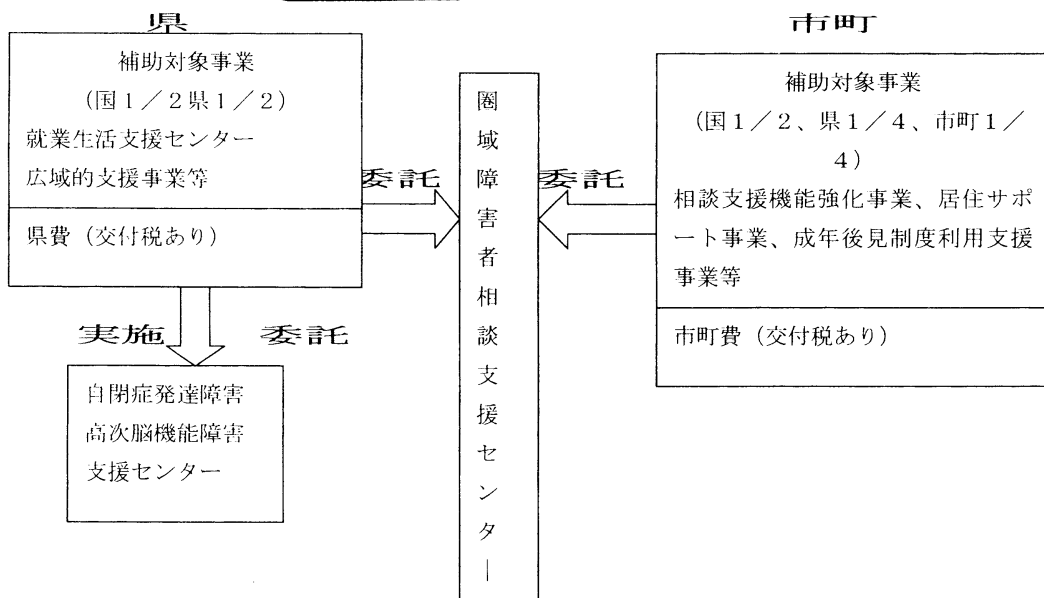 県
補助対象事業
(国1／2県1／2)
就業生活支援センター
広域的支援事業等
県費（交付税あり）
委託
実施　委託
自閉症発達障害
高次脳機能障害
支援センター
圏域障害者相談支援センター
委託
市町
補助対象事業
（国1／2、県1／4、市町1／
4）
相談支援機能強化事業、居住サポ
ート事業、成年後見制度利用支援
事業等
市町費（交付税あり）